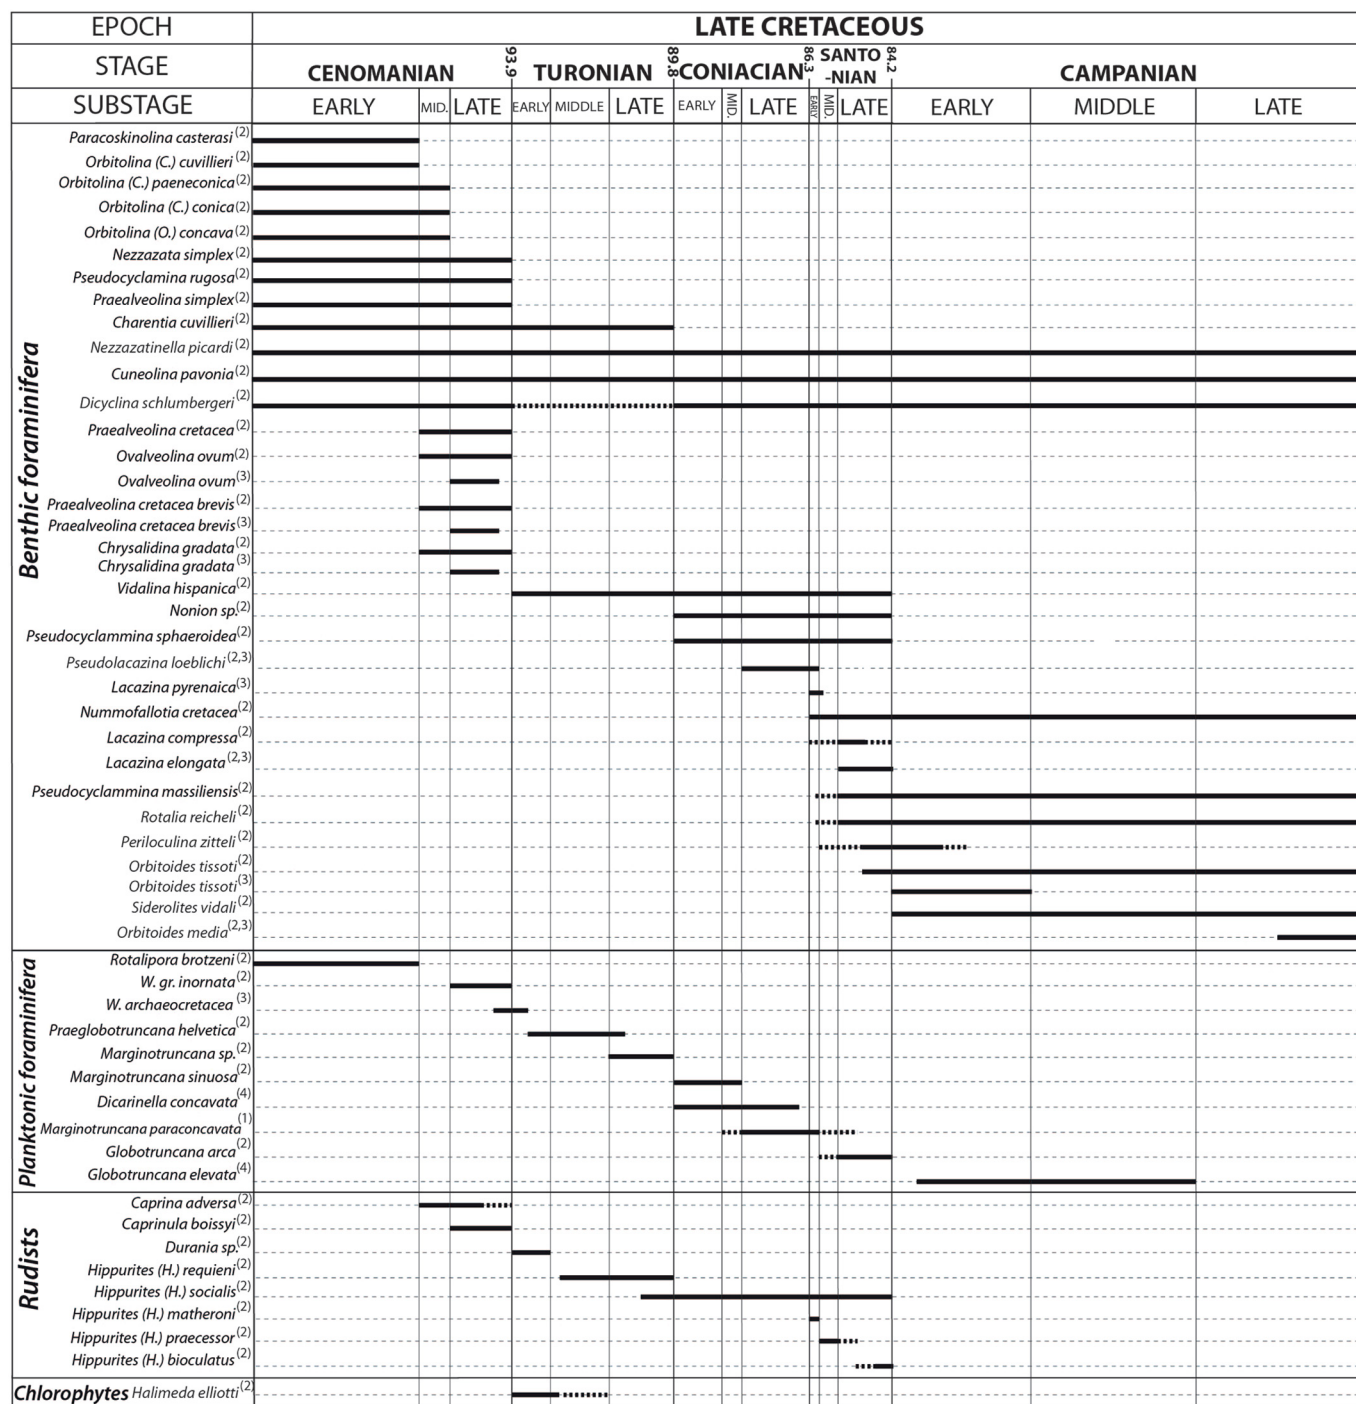 EPOCH LATE CRETACEOUS
STAGE CENOMANIAN 93.9 TURONIAN 89.8 CONIACIAN 86.3 SANTO
-NIAN 84.2 CAMPANIAN
SUBSTAGE EARLY MID. LATE EARLY MIDDLE LATE EARLY MID. LATE EARLY MID. LATE EARLY MIDDLE LATE
Benthic foraminifera
Paracoskinolina casterasi(2)
Orbitolina (C.) cuvillieri(2)
Orbitolina (C.) paeneconica(2)
Orbitolina (C.) conica(2)
Orbitolina (O.) concava(2)
Nezzazata simplex(2)
Pseudocyclamina rugosa(2)
Praealveolina simplex(2)
Charentia cuvillieri(2)
Nezzazatinella picardi(2)
Cuneolina pavonia(2)
Dicyclina schlumbergeri(2)
Praealveolina cretacea(2)
Ovalveolina ovum(2)
Ovalveolina ovum(3)
Praealveolina cretacea brevis(2)
Praealveolina cretacea brevis(3)
Chrysalidina gradata(2)
Chrysalidina gradata(3)
Vidalina hispanica(2)
Nonion sp.(2)
Pseudocyclammina sphaeroidea(2)
Pseudolacazina loeblichi(2,3)
Lacazina pyrenaica(3)
Nummofallotia cretacea(2)
Lacazina compressa(2)
Lacazina elongata(2,3)
Pseudocyclammina massiliensis(2)
Rotalia reicheli(2)
Periloculina zitteli(2)
Orbitoides tissoti(2)
Orbitoides tissoti(3)
Siderolites vidali(2)
Orbitoides media(2,3)
Planktonic foraminifera
Rotalipora brotzeni(2)
W. gr. inornata(2)
W. archaeocretacea(3)
Praeglobotruncana helvetica(2)
Marginotruncana sp.(2)
Marginotruncana sinuosa(2)
Dicarinella concavata(4)
Marginotruncana paraconcavata(1)
Globotruncana arca(2)
Globotruncana elevata(4)
Rudists
Caprina adversa(2)
Caprinula boissyi(2)
Durania sp.(2)
Hippurites (H.) requieni(2)
Hippurites (H.) socialis(2)
Hippurites (H.) matheroni(2)
Hippurites (H.) praecessor(2)
Hippurites (H.) bioculatus(2)
Chlorophytes Halimeda elliotti(2)